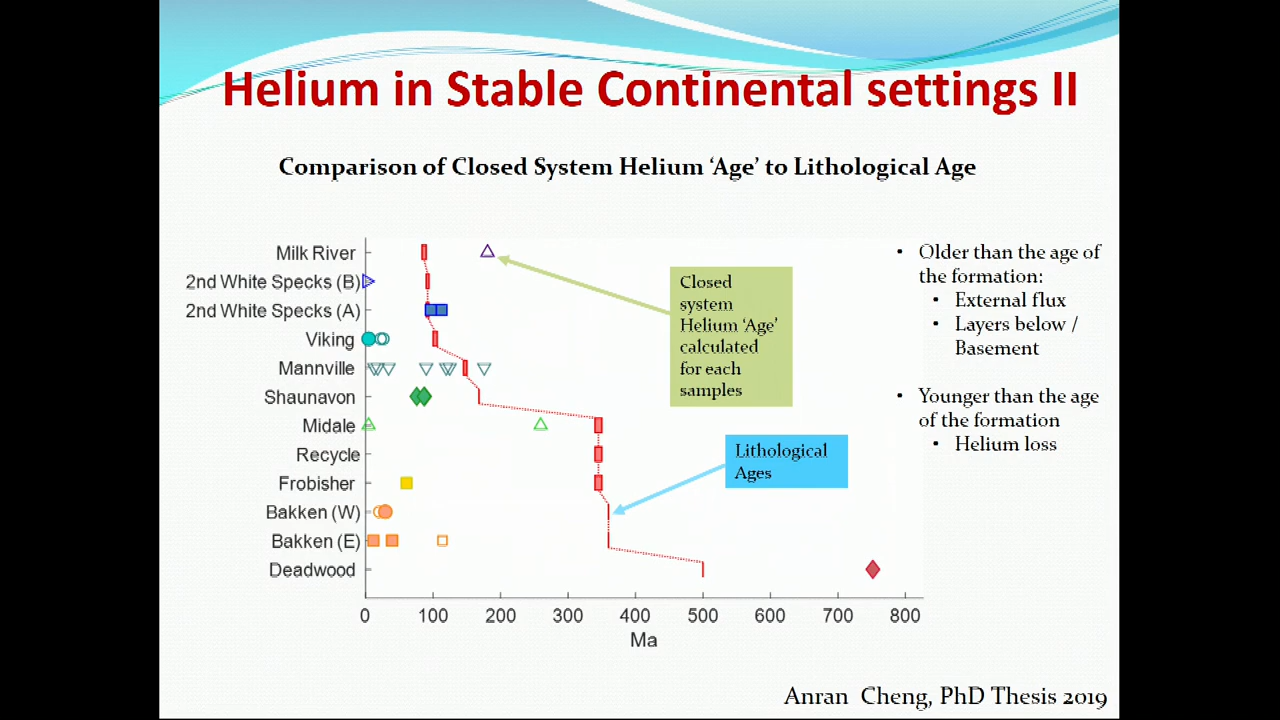 Helium in Stable Continental settings II
Comparison of Closed System Helium ‘Age’ to Lithological Age
Milk River
2nd White Specks (B)
2nd White Specks (A)
Viking
Mannville
Shaunavon
Midale
Recycle
Frobisher
Bakken (W)
Bakken (E)
Deadwood
0 100 200 300 400 500 600 700 800
Ma
Closed
system
Helium ‘Age’
calculated
for each
samples
Lithological
Ages
• Older than the age of
the formation:
• External flux
• Layers below /
Basement
• Younger than the age
of the formation
• Helium loss
Anran Cheng, PhD Thesis 2019